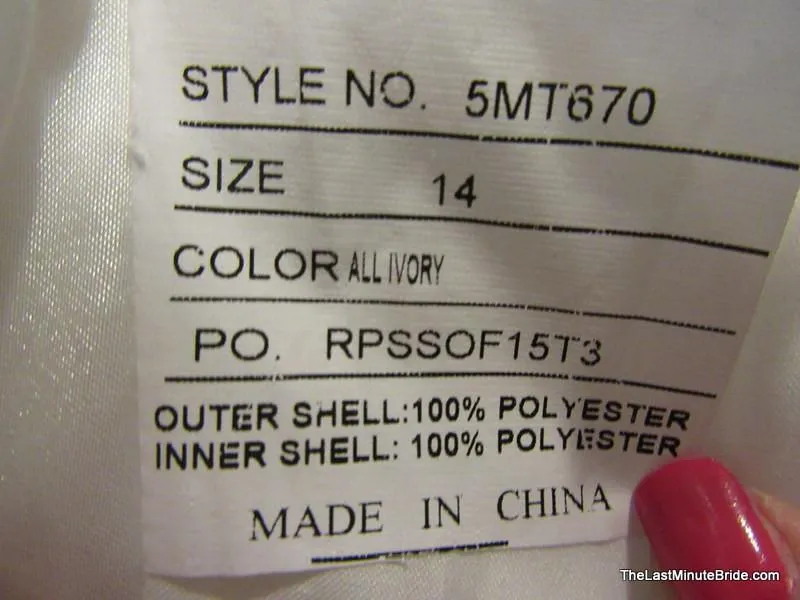 STYLE NO. 5MT670
SIZE 14
COLOR ALL IVORY
PO. RPSSOF15T3
OUTER SHELL:100% POLYESTER
INNER SHELL: 100% POLYESTER
MADE IN CHINA
TheLastMinuteBride.com